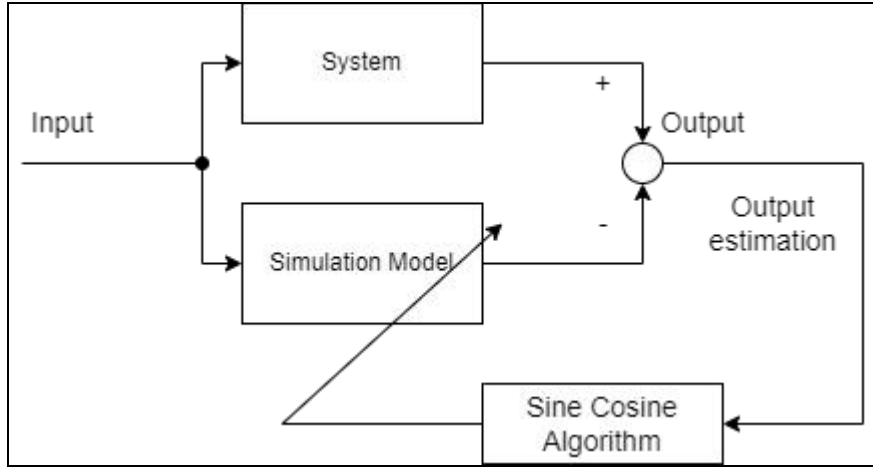 System
+
Input
Output
Output
estimation
-
Simulation Model
Sine Cosine
Algorithm